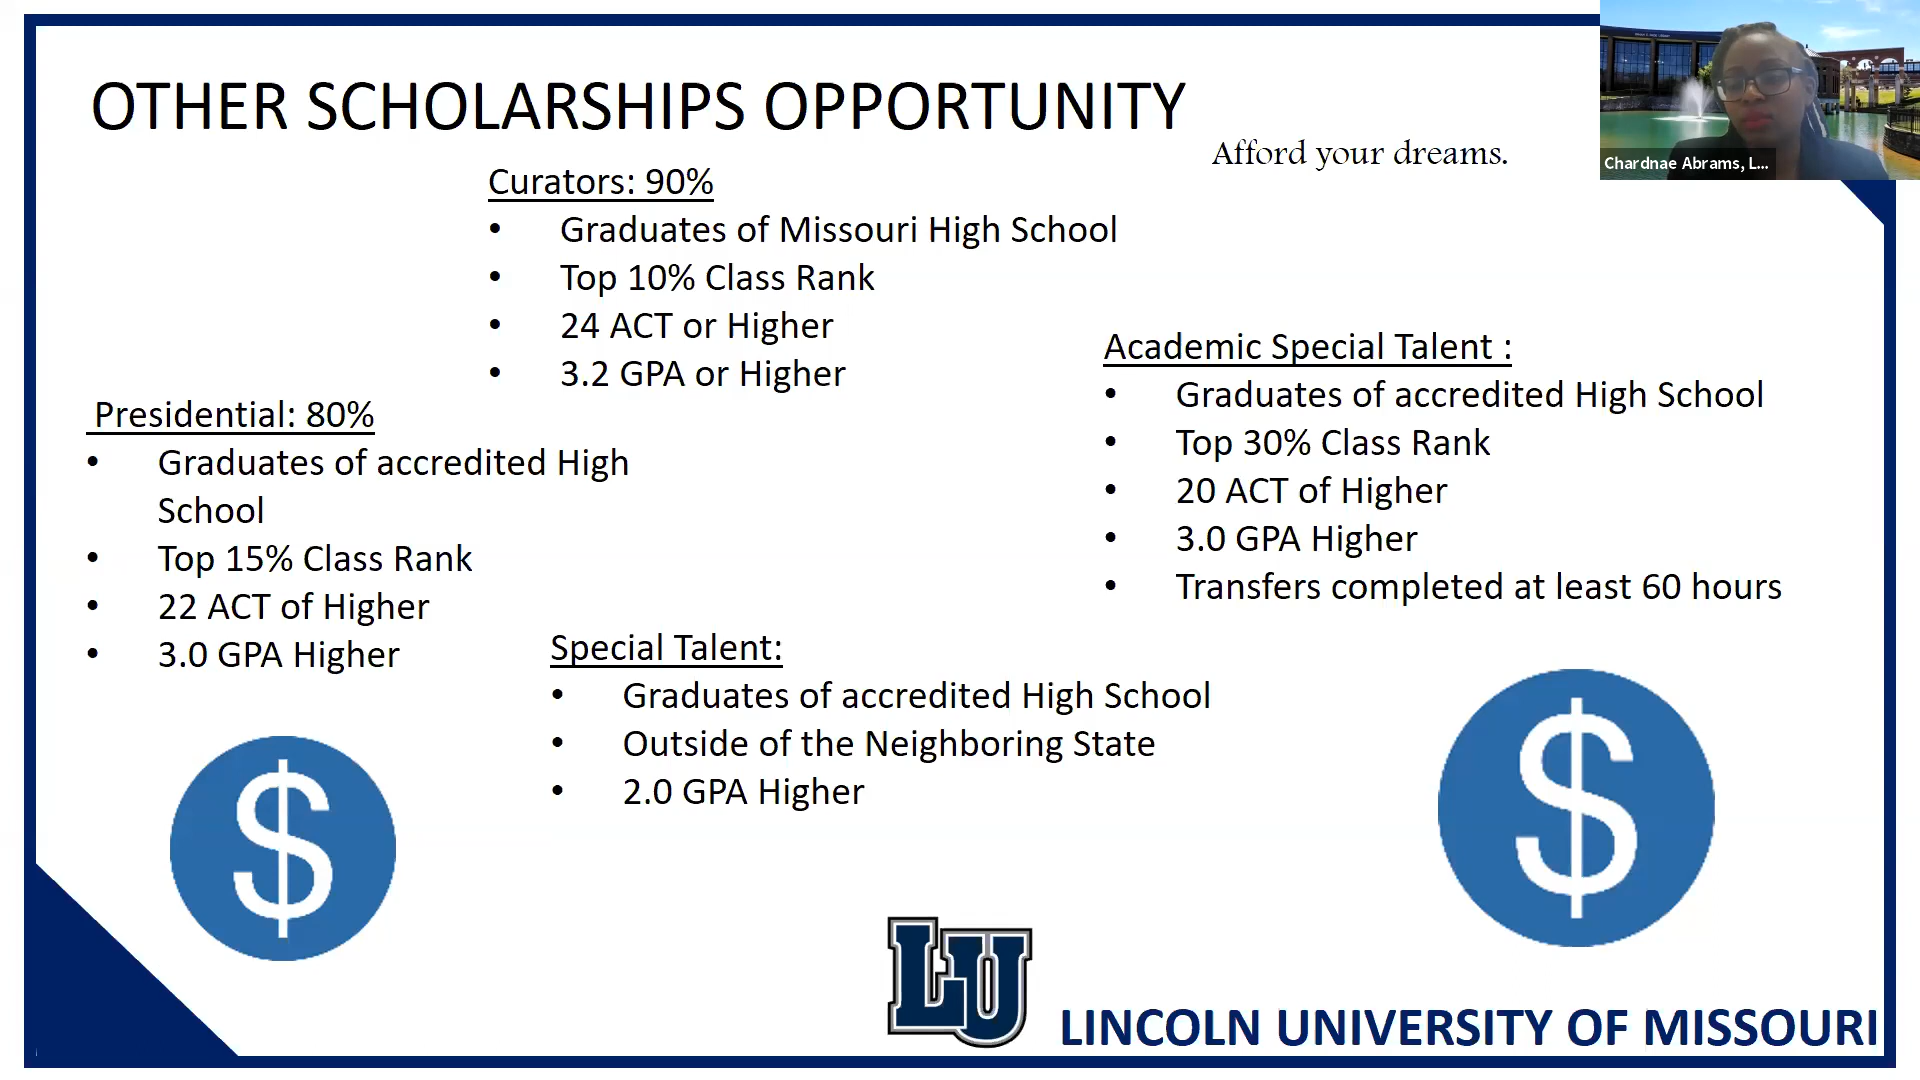 OTHER SCHOLARSHIPS OPPORTUNITY
Afford your dreams.
Chardnae Abrams, L...
Curators: 90%
• Graduates of Missouri High School
• Top 10% Class Rank
• 24 ACT or Higher
• 3.2 GPA or Higher
Presidential: 80%
• Graduates of accredited High
School
• Top 15% Class Rank
• 22 ACT of Higher
• 3.0 GPA Higher
Academic Special Talent :
• Graduates of accredited High School
• Top 30% Class Rank
• 20 ACT of Higher
• 3.0 GPA Higher
• Transfers completed at least 60 hours
Special Talent:
• Graduates of accredited High School
• Outside of the Neighboring State
• 2.0 GPA Higher
$
$
LU
LINCOLN UNIVERSITY OF MISSOURI